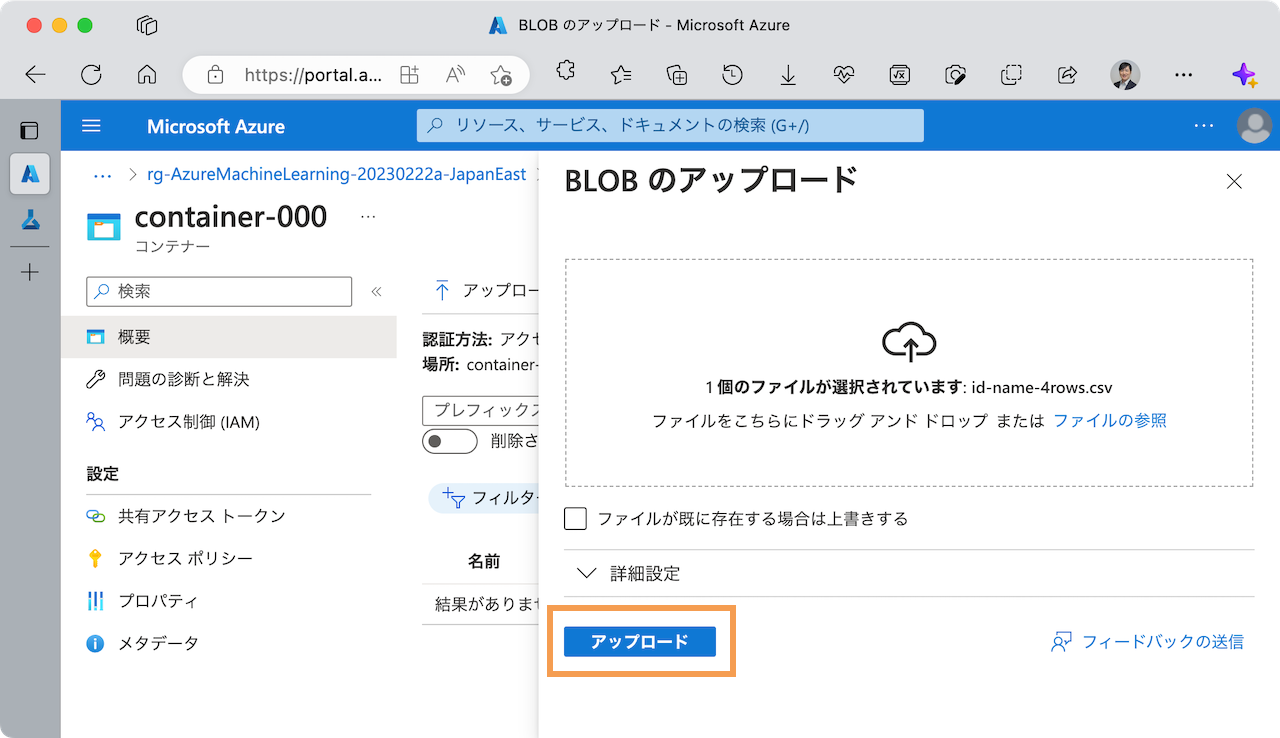 BLOB のアップロード - Microsoft Azure
https://portal.a...
Microsoft Azure
リソース、サービス、ドキュメントの検索 (G+/)
... > rg-AzureMachineLearning-20230222a-JapanEast
container-000
...
コンテナー
検索
«
概要
問題の診断と解決
アクセス制御 (IAM)
設定
共有アクセス トークン
アクセス ポリシー
プロパティ
メタデータ
アップロー
認証方法: アクセ
場所: container-
プレフィックス
削除さ
フィルター
名前
結果がありませ
BLOB のアップロード
1 個のファイルが選択されています: id-name-4rows.csv
ファイルをこちらにドラッグ アンド ドロップ または ファイルの参照
ファイルが既に存在する場合は上書きする
詳細設定
アップロード
フィードバックの送信